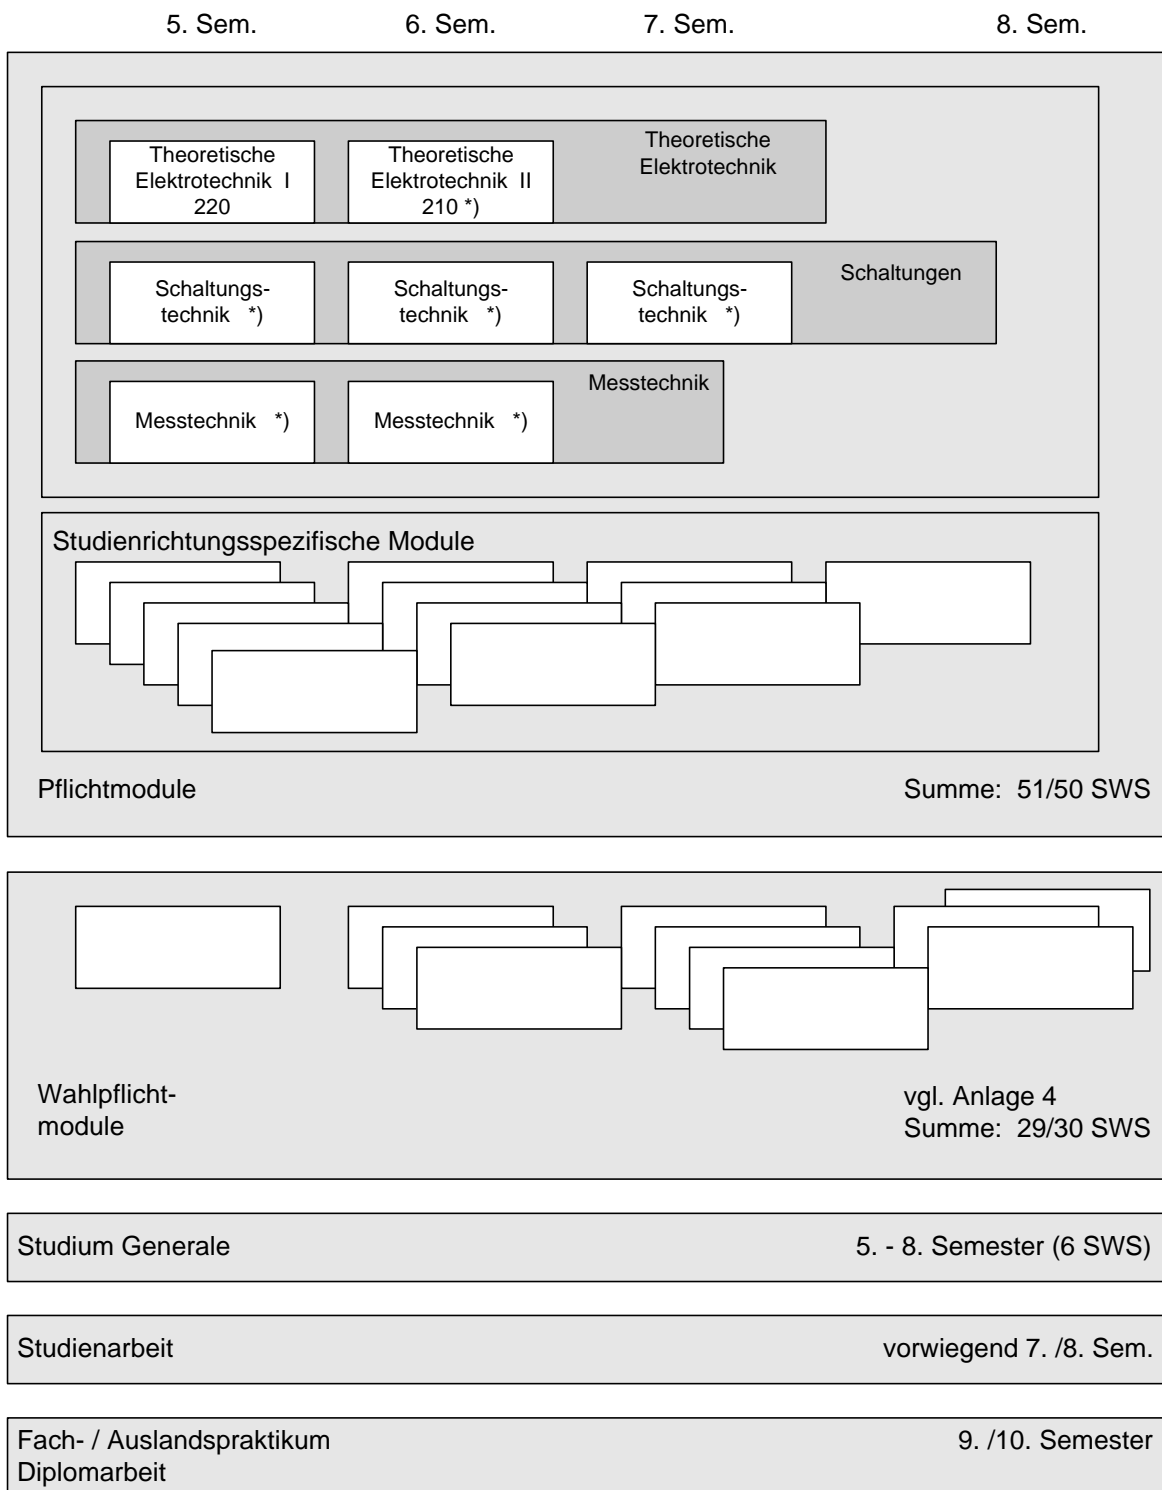 5. Sem.
6. Sem.
7. Sem.
8. Sem.
Theoretische
Elektrotechnik I
220
Theoretische
Elektrotechnik II
210 *)
Theoretische
Elektrotechnik
Schaltungs-
technik *)
Schaltungs-
technik *)
Schaltungs-
technik *)
Schaltungen
Messtechnik *)
Messtechnik *)
Messtechnik
Studienrichtungsspezifische Module
Pflichtmodule
Summe: 51/50 SWS
Wahlpflicht-
module
vgl. Anlage 4
Summe: 29/30 SWS
Studium Generale
5. - 8. Semester (6 SWS)
Studienarbeit
vorwiegend 7. /8. Sem.
Fach- / Auslandspraktikum
Diplomarbeit
9. /10. Semester